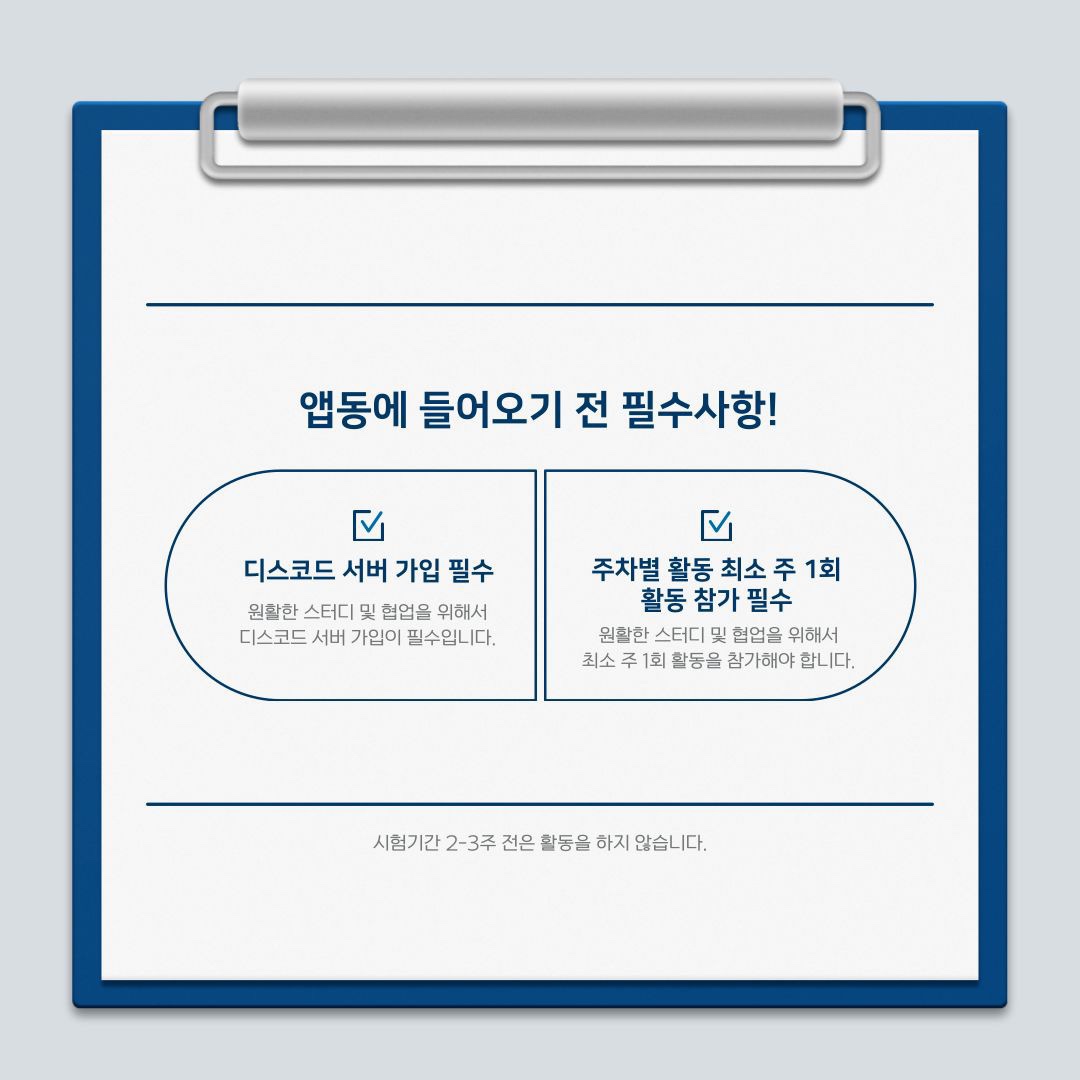 앱동에 들어오기 전 필수사항!
디스코드 서버 가입 필수
원활한 스터디 및 협업을 위해서
디스코드 서버 가입이 필수입니다.
주차별 활동 최소 주 1회
활동 참가 필수
원활한 스터디 및 협업을 위해서
최소 주 1회 활동을 참가해야 합니다.
시험기간 2-3주 전은 활동을 하지 않습니다.